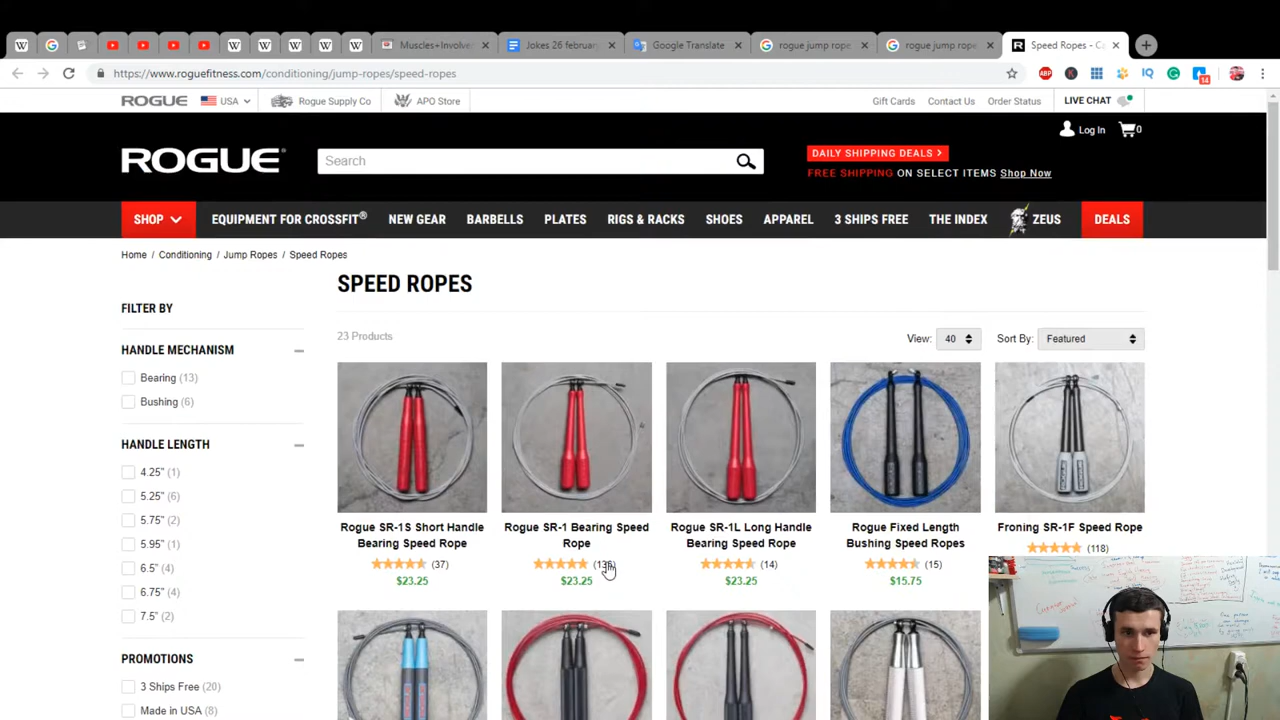 Muscles+Involve
Jokes 26 februar
Google Translate
rogue jump rope
rogue jump rope
Speed Ropes - Ca
https://www.roguefitness.com/conditioning/jump-ropes/speed-ropes
ABP
IQ
14
ROGUE
USA
Rogue Supply Co
APO Store
Gift Cards
Contact Us
Order Status
LIVE CHAT
Log In
0
ROGUE
Search
DAILY SHIPPING DEALS >
FREE SHIPPING ON SELECT ITEMS Shop Now
SHOP
EQUIPMENT FOR CROSSFIT®
NEW GEAR
BARBELLS
PLATES
RIGS & RACKS
SHOES
APPAREL
3 SHIPS FREE
THE INDEX
ZEUS
DEALS
Home / Conditioning / Jump Ropes / Speed Ropes
SPEED ROPES
FILTER BY
23 Products
View: 40
Sort By: Featured
HANDLE MECHANISM
Bearing (13)
Bushing (6)
HANDLE LENGTH
4.25" (1)
5.25" (6)
5.75" (2)
5.95" (1)
6.5" (4)
6.75" (4)
7.5" (2)
PROMOTIONS
3 Ships Free (20)
Made in USA (8)
Rogue SR-1S Short Handle
Bearing Speed Rope
(37)
$23.25
Rogue SR-1 Bearing Speed
Rope
$23.25
Rogue SR-1L Long Handle
Bearing Speed Rope
(14)
$23.25
Rogue Fixed Length
Bushing Speed Ropes
(15)
$15.75
Froning SR-1F Speed Rope
(118)